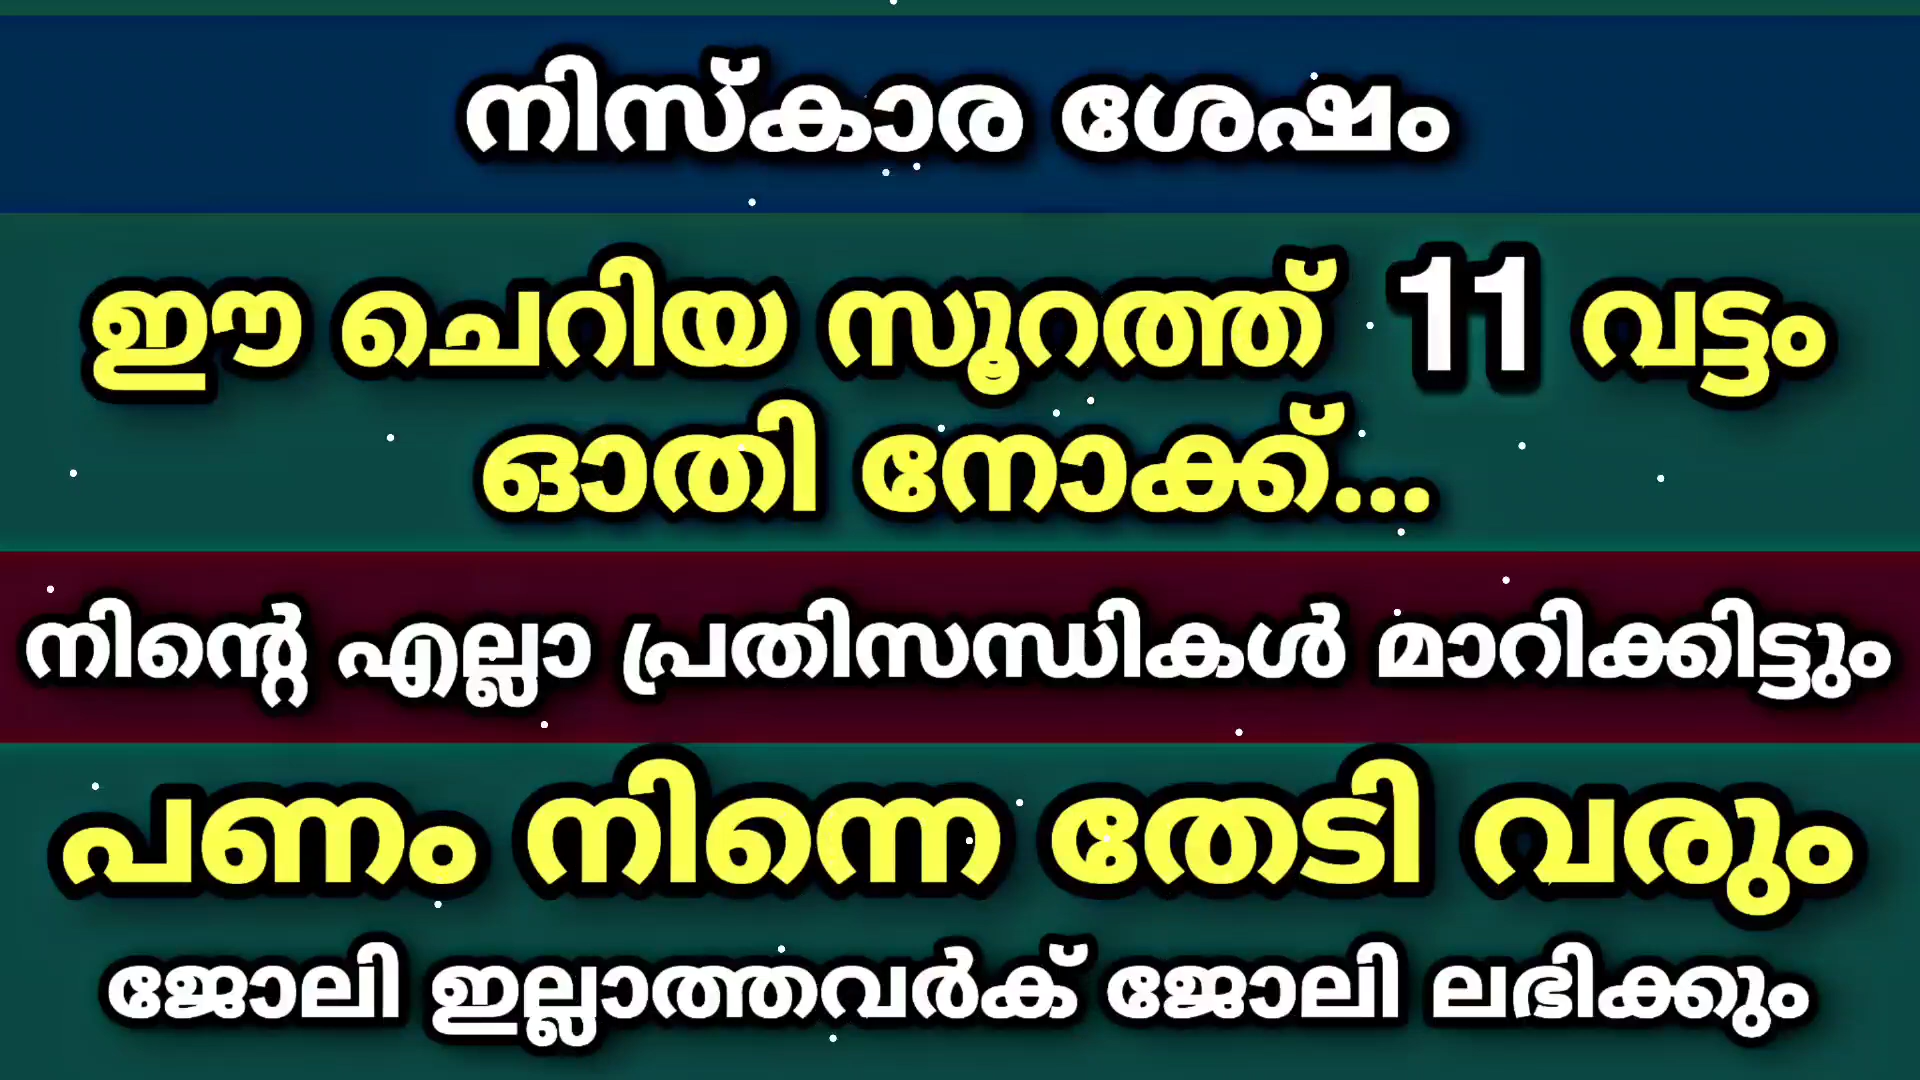 നിസ്കാര ശേഷം
ഈ ചെറിയ സൂറത്ത് 11 വട്ടം
ഓതി നോക്ക്...
നിന്റെ എല്ലാ പ്രതിസന്ധികൾ മാറിക്കിട്ടും
പണം നിന്നെ തേടി വരും
ജോലി ഇല്ലാത്തവർക് ജോലി ലഭിക്കും